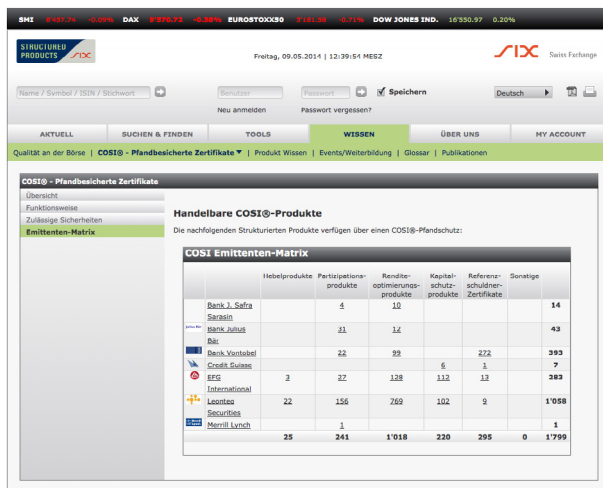 SMI 8'437.74 -0.09% DAX 9'570.73 -0.39% EUROSTOXX50 3'181.58 -0.71% DOW JONES IND. 16'550.97 0.20%
STRUCTURED
PRODUCTS SIX
Freitag, 09.05.2014 | 12:39:54 MESZ
SIX Swiss Exchange
Name / Symbol / ISIN / Stichwort
Benutzer Passwort Speichern Deutsch
Neu anmelden Passwort vergessen?
AKTUELL SUCHEN & FINDEN TOOLS WISSEN ÜBER UNS MY ACCOUNT
Qualität an der Börse | COSI® - Pfandbesicherte Zertifikate | Produkt Wissen | Events/Weiterbildung | Glossar | Publikationen
COSI® - Pfandbesicherte Zertifikate
Übersicht
Funktionsweise
Zulässige Sicherheiten
Emittenten-Matrix
Handelbare COSI®-Produkte
Die nachfolgenden Strukturierten Produkte verfügen über einen COSI®-Pfandschutz:
COSI Emittenten-Matrix
Hebelprodukte Partizipations- Rendite- Kapital- Referenz- Sonstige
produkte optimierungs- schutz- schuldner-
produkte produkte Zertifikate
Bank J. Safra 4 10 14
Sarasin
Bank Julius 31 12 43
Bär
Bank Vontobel 22 99 272 393
Credit Suisse 6 1 7
EFG 3 27 128 112 13 283
International
Leonteq 22 156 769 102 9 1'058
Securities
Merrill Lynch 1 1
25 241 1'018 220 295 0 1'799